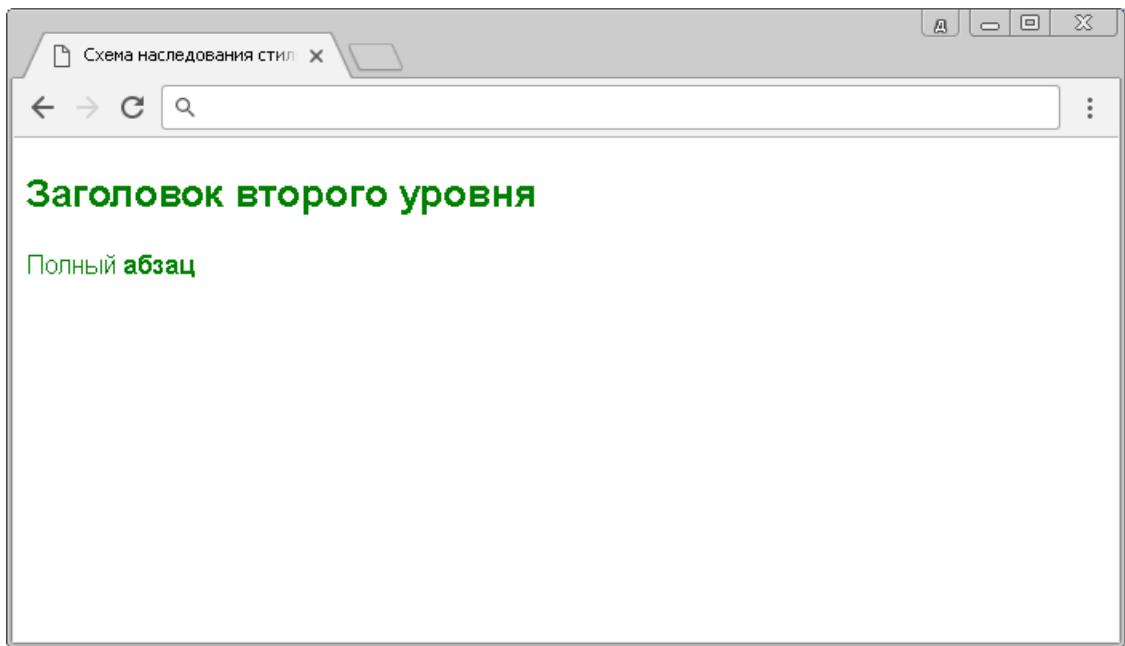 Д
Схема наследования стил
Заголовок второго уровня
Полный абзац